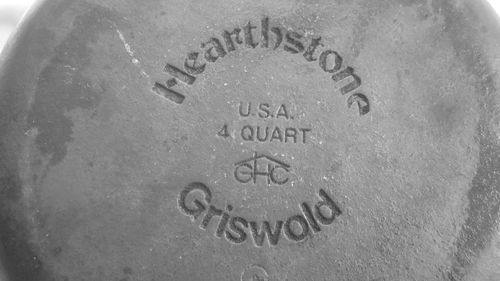 Hearthstone
U.S.A.
4 QUART
GHC
Griswold